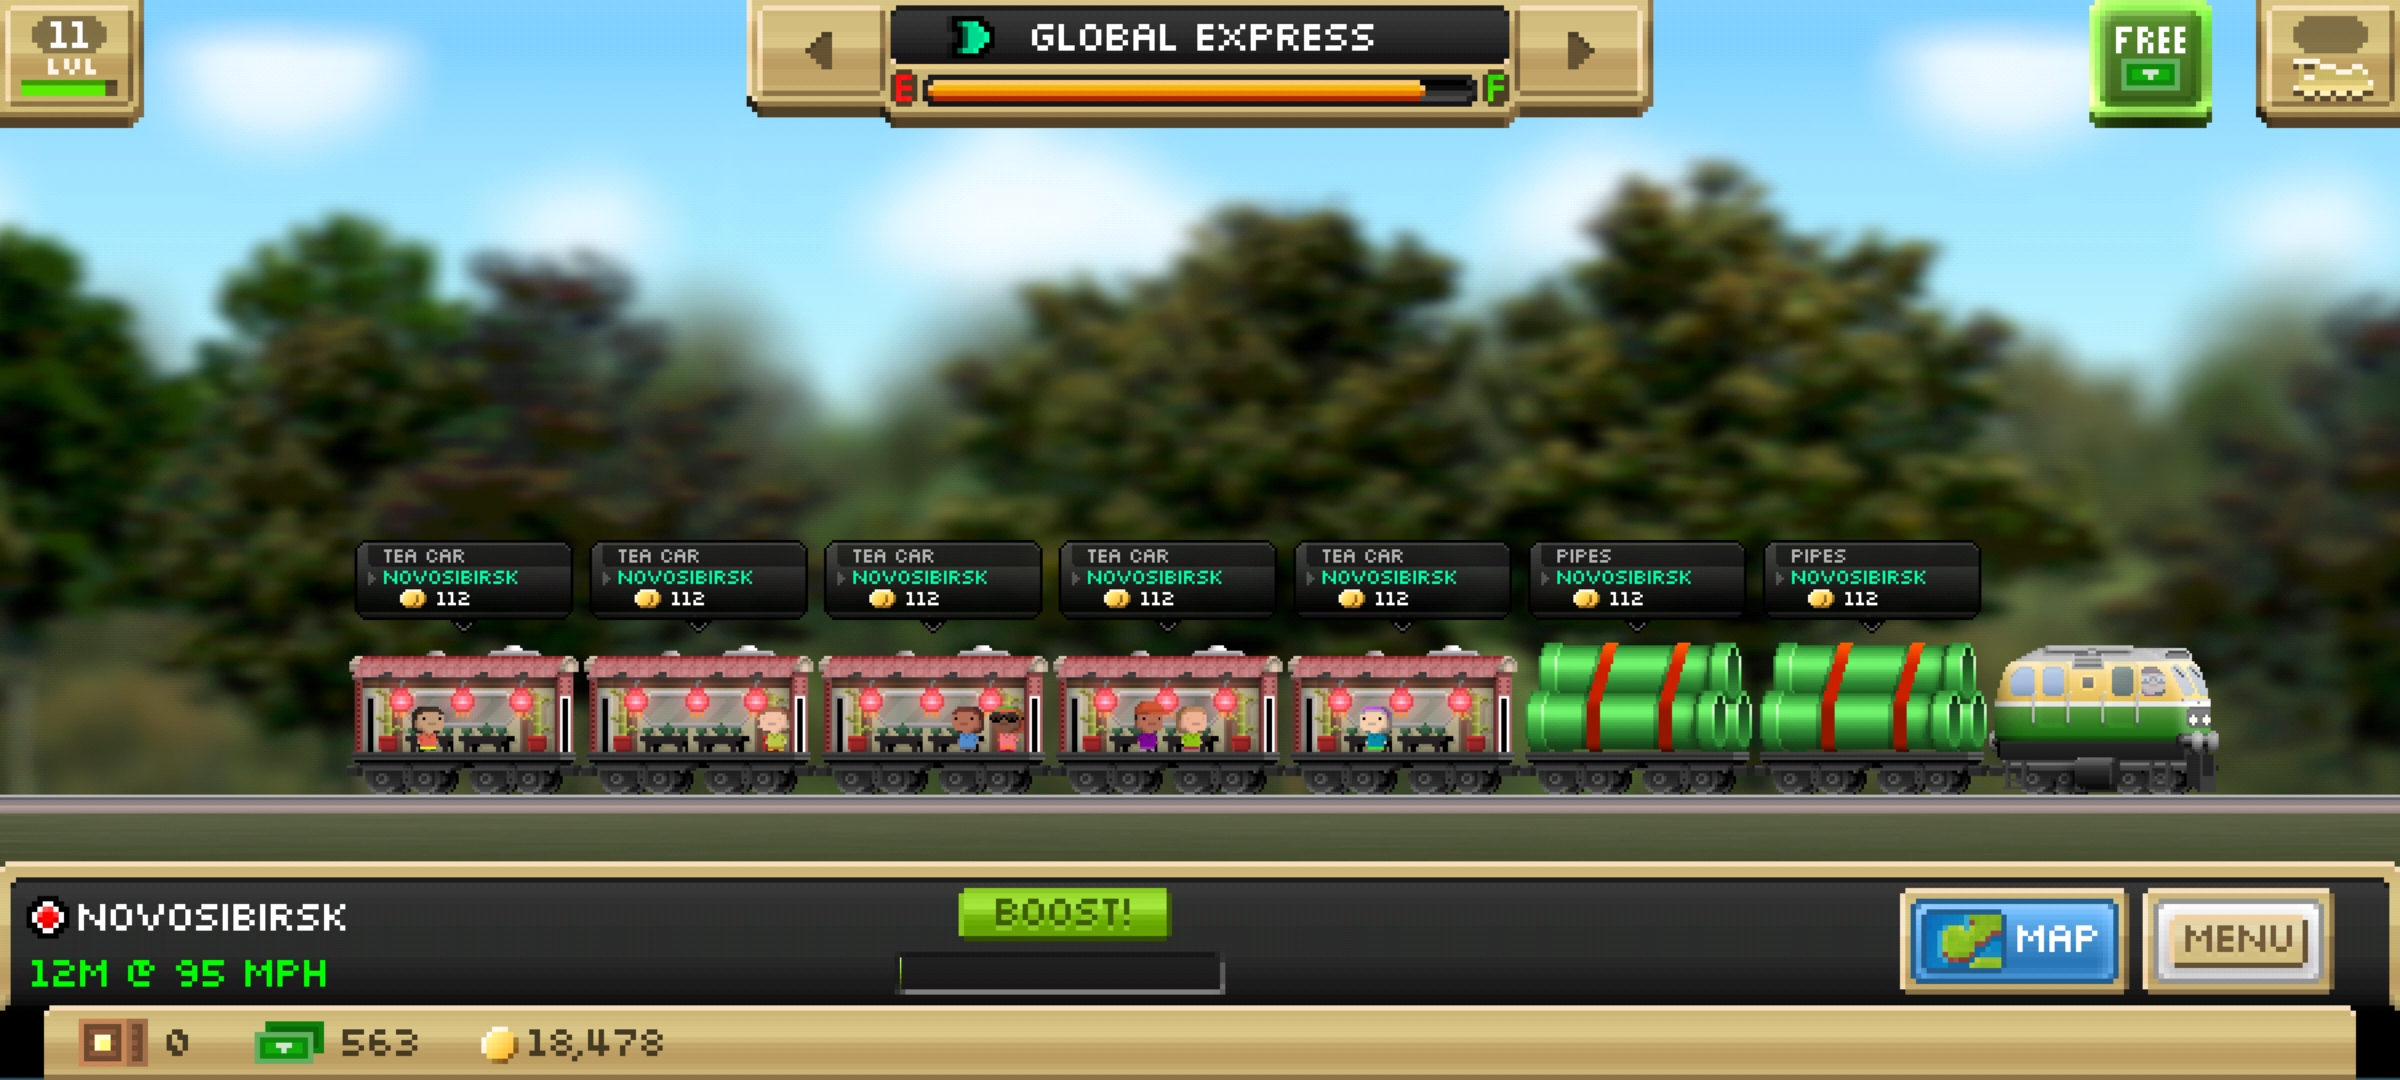 11
LVL
GLOBAL EXPRESS
E F
FREE
TEA CAR
NOVOSIBIRSK
112
TEA CAR
NOVOSIBIRSK
112
TEA CAR
NOVOSIBIRSK
112
TEA CAR
NOVOSIBIRSK
112
TEA CAR
NOVOSIBIRSK
112
PIPES
NOVOSIBIRSK
112
PIPES
NOVOSIBIRSK
112
NOVOSIBIRSK
12M @ 95 MPH
BOOST!
MAP
MENU
0 563 18,478